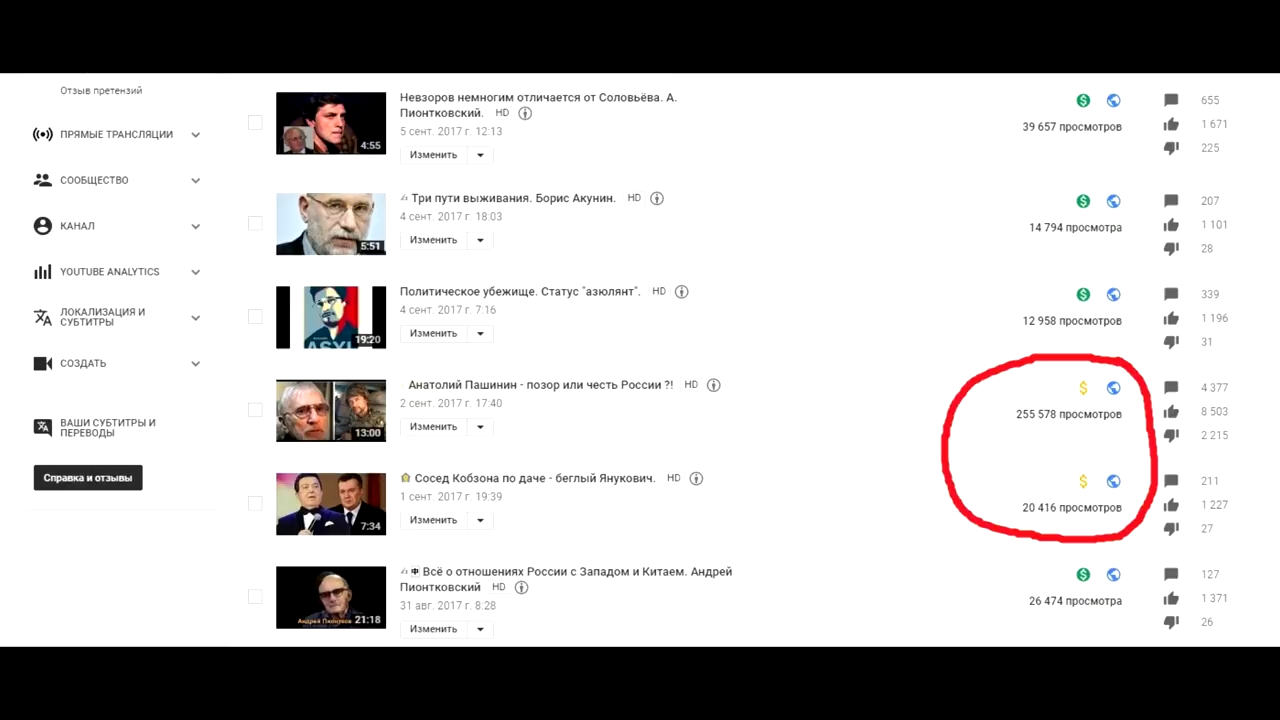 Отзыв претензий
ПРЯМЫЕ ТРАНСЛЯЦИИ
СООБЩЕСТВО
КАНАЛ
YOUTUBE ANALYTICS
ЛОКАЛИЗАЦИЯ И
СУБТИТРЫ
СОЗДАТЬ
ВАШИ СУБТИТРЫ И
ПЕРЕВОДЫ
Справка и отзывы
4:55
Невзоров немногим отличается от Соловьёва. А.
Пионтковский. HD
5 сент. 2017 г. 12:13
Изменить
39 657 просмотров
655
1 671
225
5:51
Три пути выживания. Борис Акунин. HD
4 сент. 2017 г. 18:03
Изменить
14 794 просмотра
207
1 101
28
19:20
Политическое убежище. Статус "азюлянт". HD
4 сент. 2017 г. 7:16
Изменить
12 958 просмотров
339
1 196
31
13:00
Анатолий Пашинин - позор или честь России ?! HD
2 сент. 2017 г. 17:40
Изменить
255 578 просмотров
4 377
8 503
2 215
7:34
Сосед Кобзона по даче - беглый Янукович. HD
1 сент. 2017 г. 19:39
Изменить
20 416 просмотров
211
1 227
27
21:18
Всё о отношениях России с Западом и Китаем. Андрей
Пионтковский HD
31 авг. 2017 г. 8:28
Изменить
26 474 просмотра
127
1 371
26